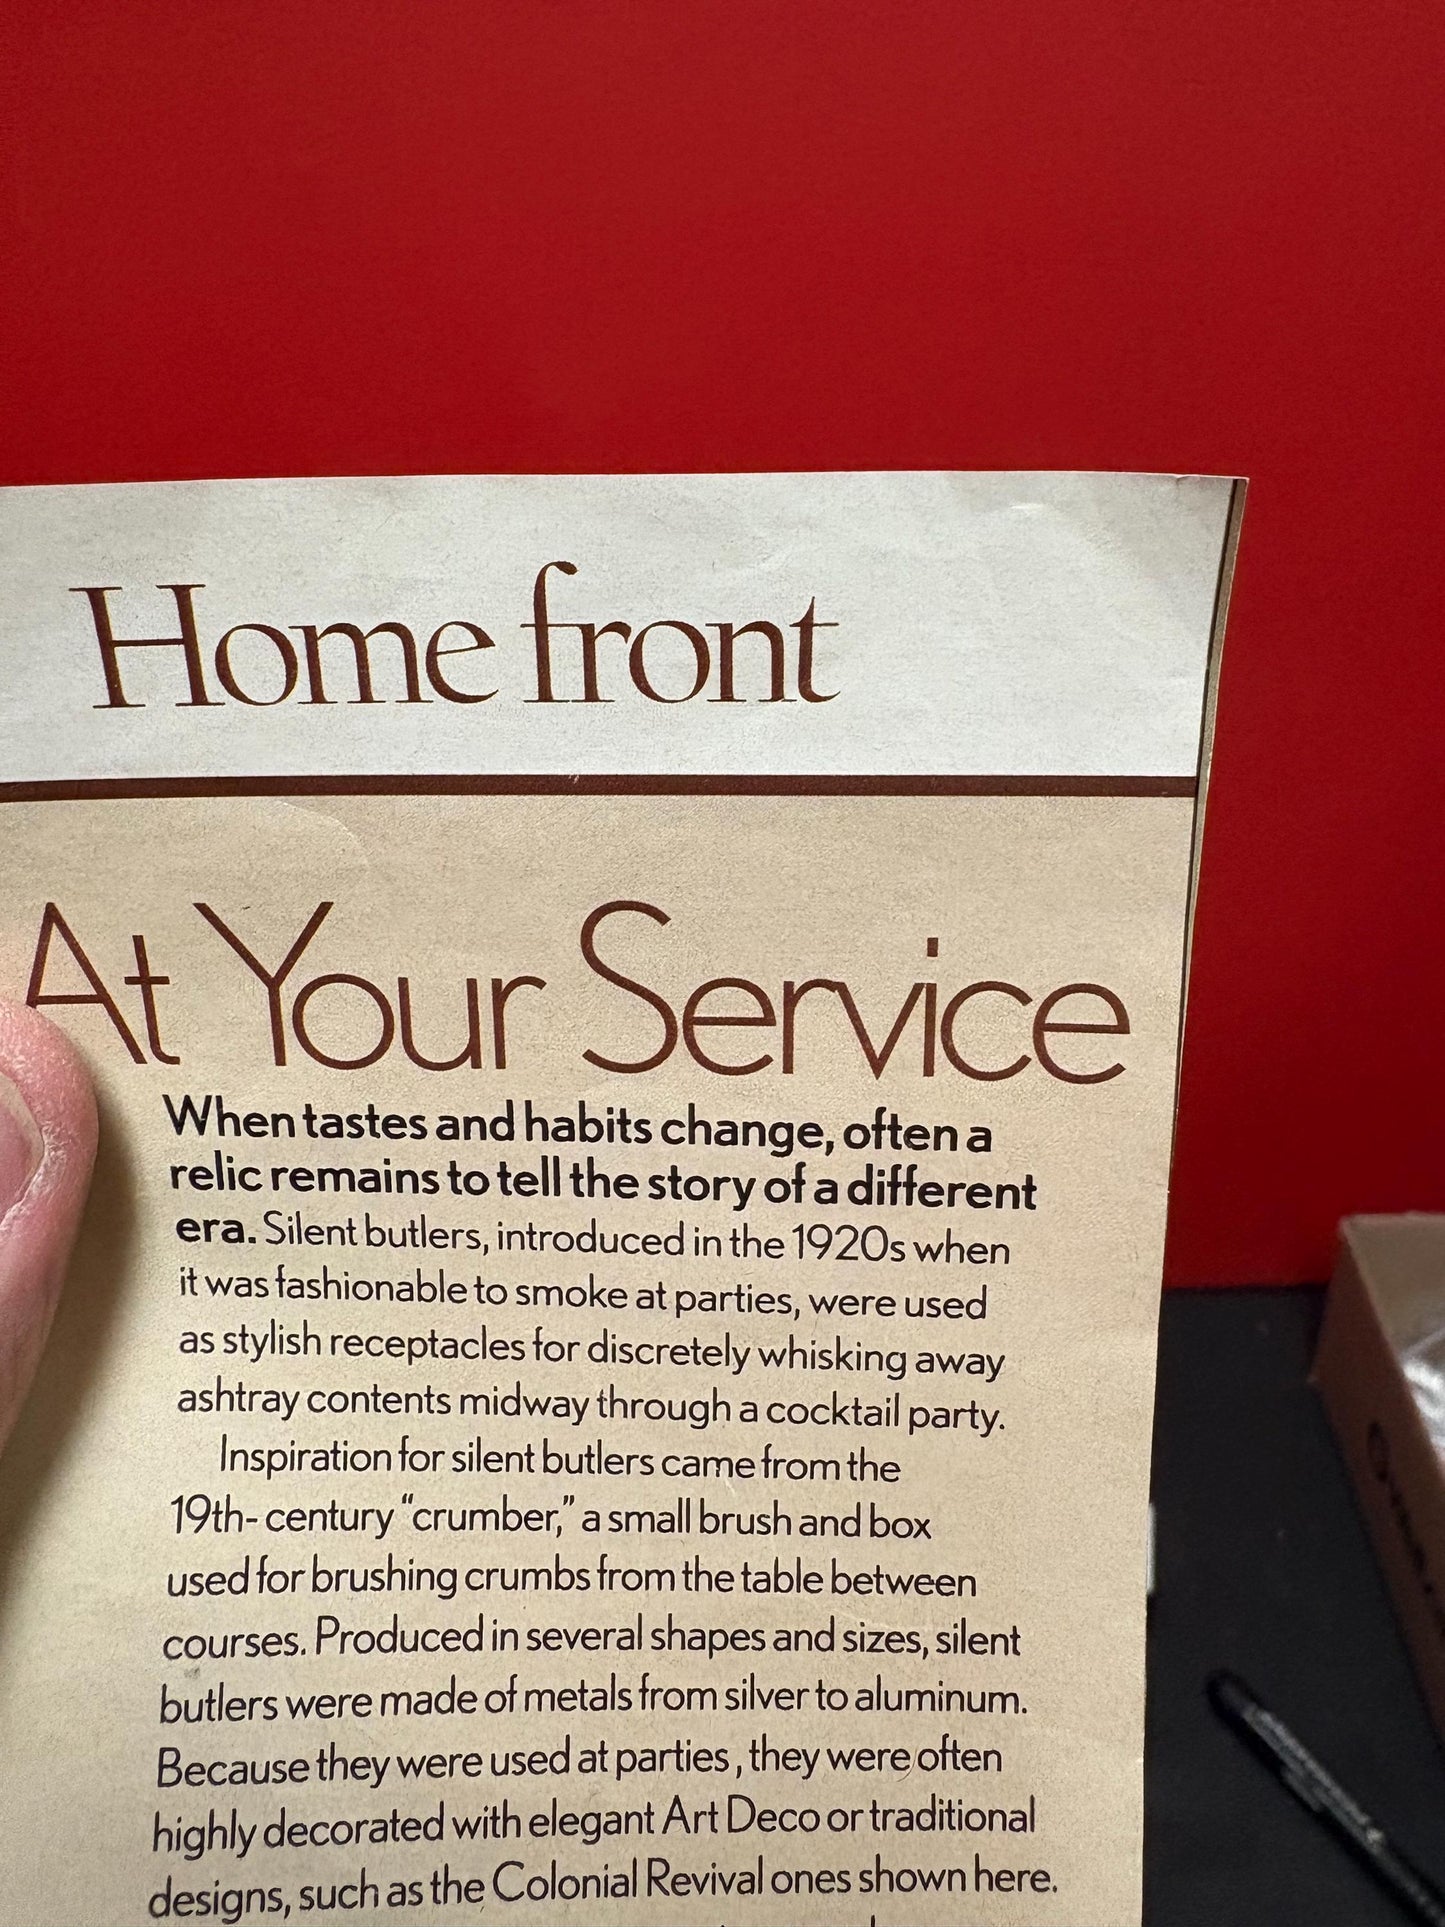 Home front
At Your Service
When tastes and habits change, often a
relic remains to tell the story of a different
era. Silent butlers, introduced in the 1920s when
it was fashionable to smoke at parties, were used
as stylish receptacles for discretely whisking away
ashtray contents midway through a cocktail party.
Inspiration for silent butlers came from the
19th- century “crumber,” a small brush and box
used for brushing crumbs from the table between
courses. Produced in several shapes and sizes, silent
butlers were made of metals from silver to aluminum.
Because they were used at parties, they were often
highly decorated with elegant Art Deco or traditional
designs, such as the Colonial Revival ones shown here.